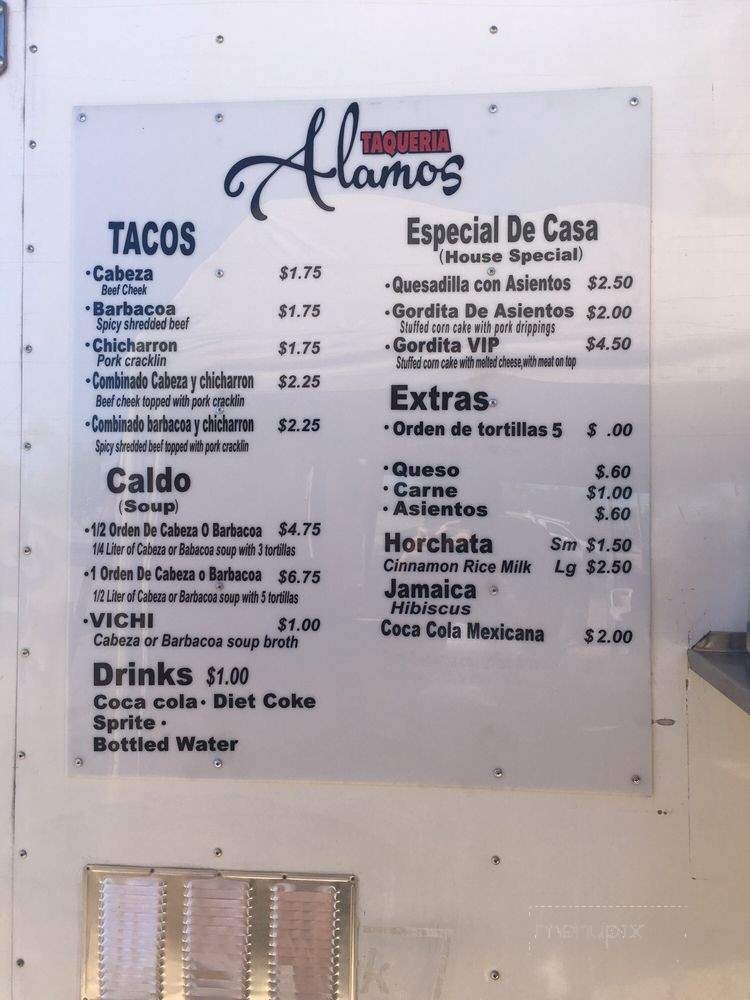 TAQUERIA
Alamos
TACOS
•Cabeza $1.75
Beef Cheek
•Barbacoa $1.75
Spicy shredded beef
•Chicharron $1.75
Pork cracklin
•Combinado Cabeza y chicharron $2.25
Beef cheek topped with pork cracklin
•Combinado barbacoa y chicharron $2.25
Spicy shredded beef topped with pork cracklin
Caldo
(Soup)
•1/2 Orden De Cabeza O Barbacoa $4.75
1/4 Liter of Cabeza or Babacoa soup with 3 tortillas
•1 Orden De Cabeza o Barbacoa $6.75
1/2 Liter of Cabeza or Barbacoa soup with 5 tortillas
•VICHI $1.00
Cabeza or Barbacoa soup broth
Drinks $1.00
Coca cola• Diet Coke
Sprite •
Bottled Water
Especial De Casa
(House Special)
•Quesadilla con Asientos $2.50
•Gordita De Asientos $2.00
Stuffed corn cake with pork drippings
•Gordita VIP $4.50
Stuffed corn cake with melted cheese,with meat on top
Extras
•Orden de tortillas 5 $ .00
•Queso $.60
•Carne $1.00
•Asientos $.60
Horchata Sm $1.50
Cinnamon Rice Milk Lg $2.50
Jamaica
Hibiscus
Coca Cola Mexicana $2.00
menupix